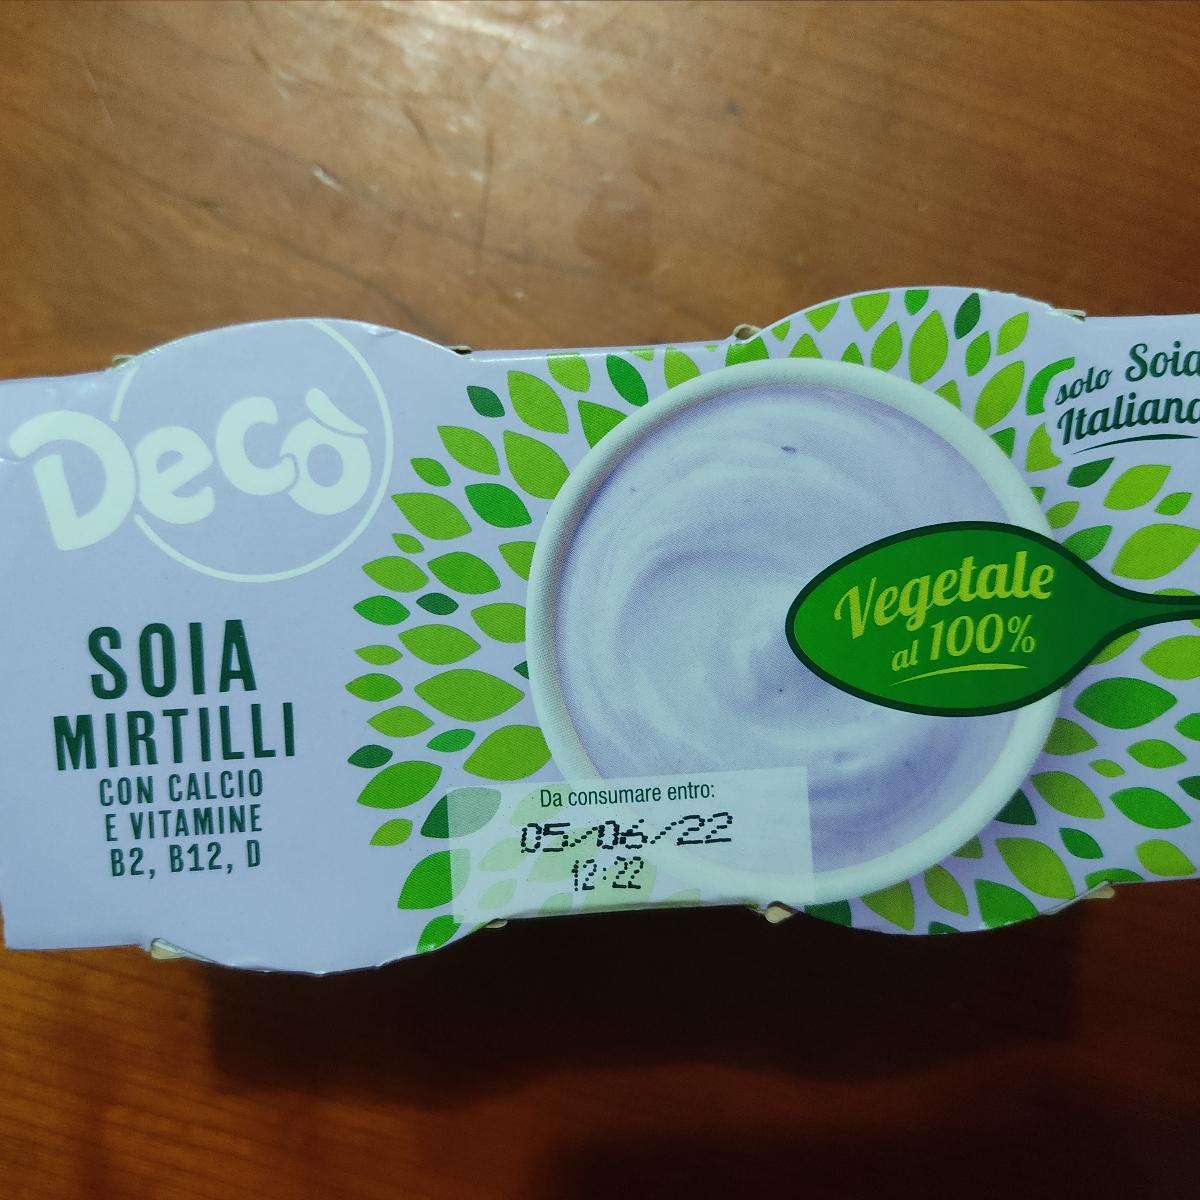 Decò
SOIA
MIRTILLI
CON CALCIO
E VITAMINE
B2, B12, D
solo Soia
Italiana
Vegetale
al 100%
Da consumare entro:
05/06/22
12:22